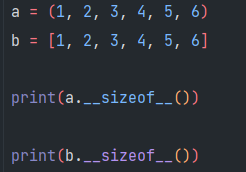 a = (1, 2, 3, 4, 5, 6)
b = [1, 2, 3, 4, 5, 6]
print(a.__sizeof__())
print(b.__sizeof__())